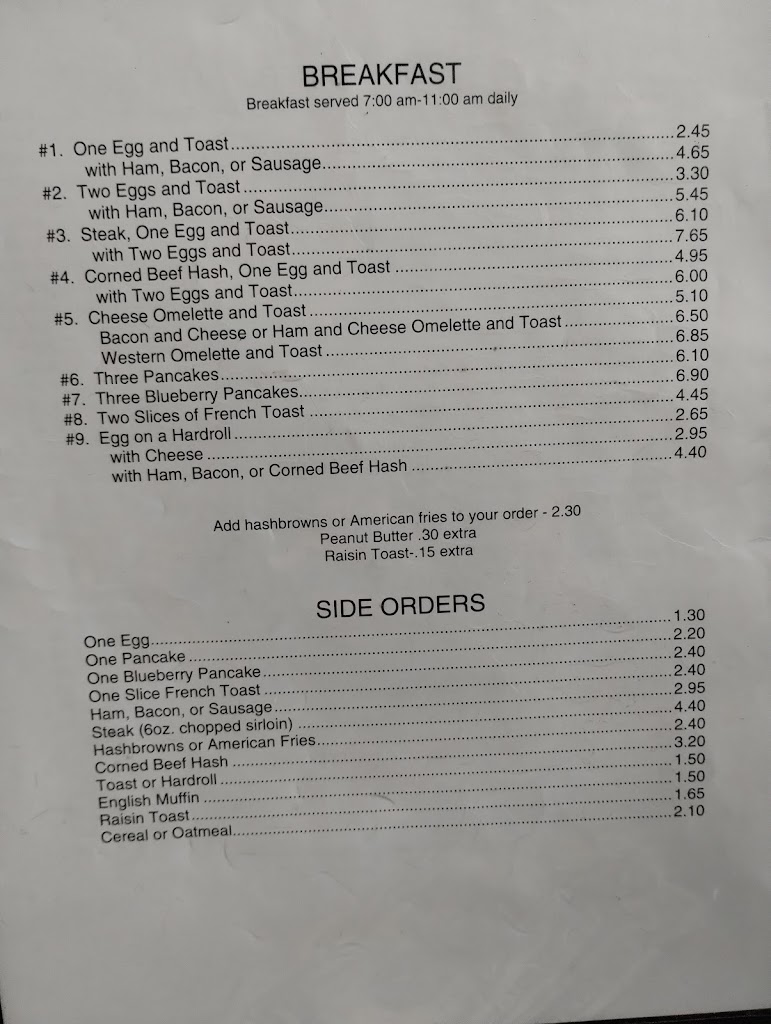 BREAKFAST
Breakfast served 7:00 am-11:00 am daily
#1. One Egg and Toast 2.45
with Ham, Bacon, or Sausage 4.65
#2. Two Eggs and Toast 3.30
with Ham, Bacon, or Sausage 5.45
#3. Steak, One Egg and Toast 6.10
with Two Eggs and Toast 7.65
#4. Corned Beef Hash, One Egg and Toast 4.95
with Two Eggs and Toast 6.00
#5. Cheese Omelette and Toast 5.10
Bacon and Cheese or Ham and Cheese Omelette and Toast 6.50
Western Omelette and Toast 6.85
#6. Three Pancakes 6.10
#7. Three Blueberry Pancakes 6.90
#8. Two Slices of French Toast 4.45
#9. Egg on a Hardroll 2.65
with Cheese 2.95
with Ham, Bacon, or Corned Beef Hash 4.40
Add hashbrowns or American fries to your order - 2.30
Peanut Butter .30 extra
Raisin Toast-.15 extra
SIDE ORDERS
One Egg 1.30
One Pancake 2.20
One Blueberry Pancake 2.40
One Slice French Toast 2.40
Ham, Bacon, or Sausage 2.95
Steak (6oz. chopped sirloin) 4.40
Hashbrowns or American Fries 2.40
Corned Beef Hash 3.20
Toast or Hardroll 1.50
English Muffin 1.50
Raisin Toast 1.65
Cereal or Oatmeal 2.10